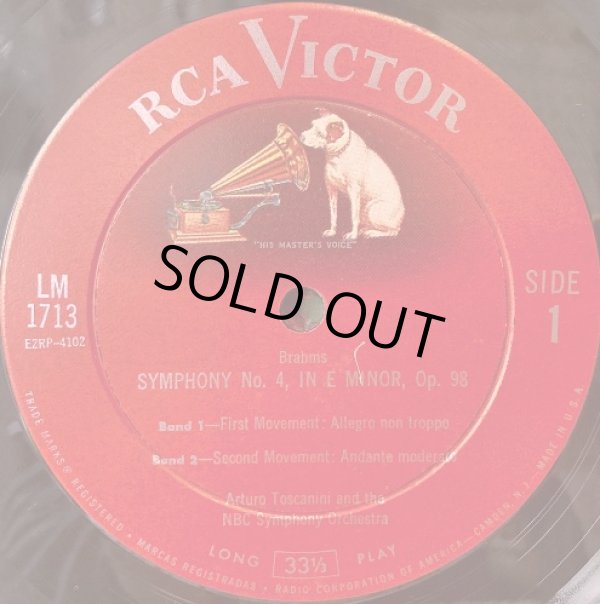 RCA VICTOR
"HIS MASTER'S VOICE"
LM
1713
E2RP-4102
SIDE
1
SOLD OUT
Brahms
SYMPHONY No. 4, IN E MINOR, Op. 98
Band 1—First Movement: Allegro non troppo
Band 2—Second Movement: Andante moderato
Arturo Toscanini and the
NBC Symphony Orchestra
LONG 33⅓ PLAY
TRADE MARKS ® REGISTERED • MARCAS REGISTRADAS • RADIO CORPORATION OF AMERICA—CAMDEN, N. J. • MADE IN U.S.A.